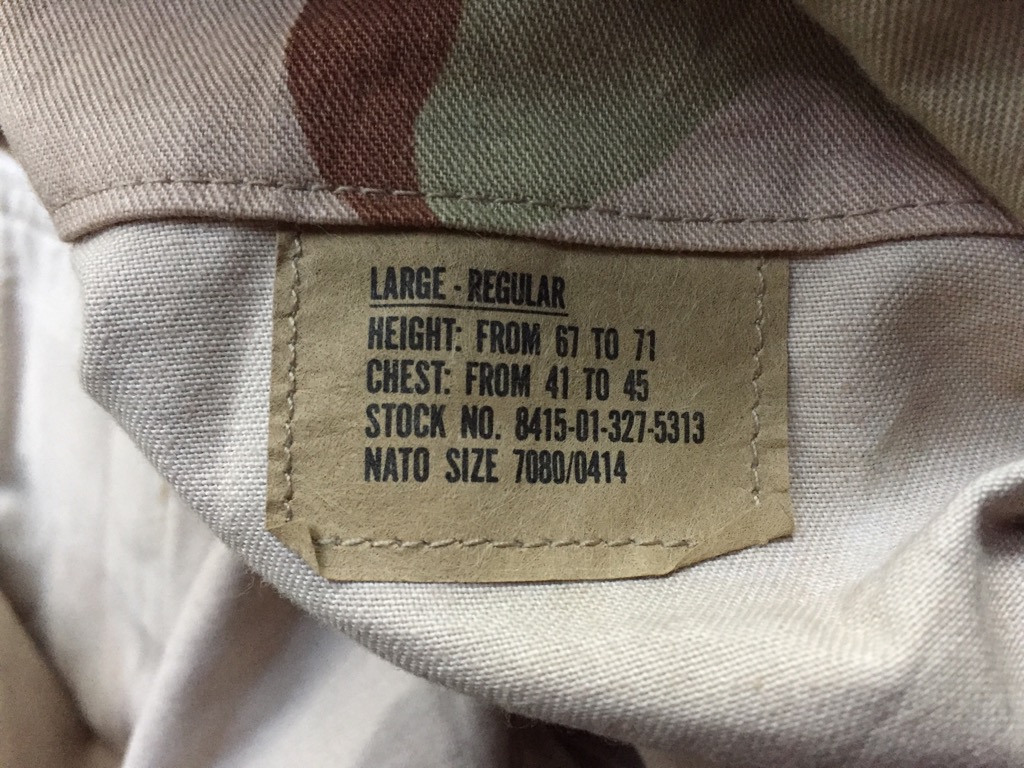 LARGE - REGULAR
HEIGHT: FROM 67 TO 71
CHEST: FROM 41 TO 45
STOCK NO. 8415-01-327-5313
NATO SIZE 7080/0414